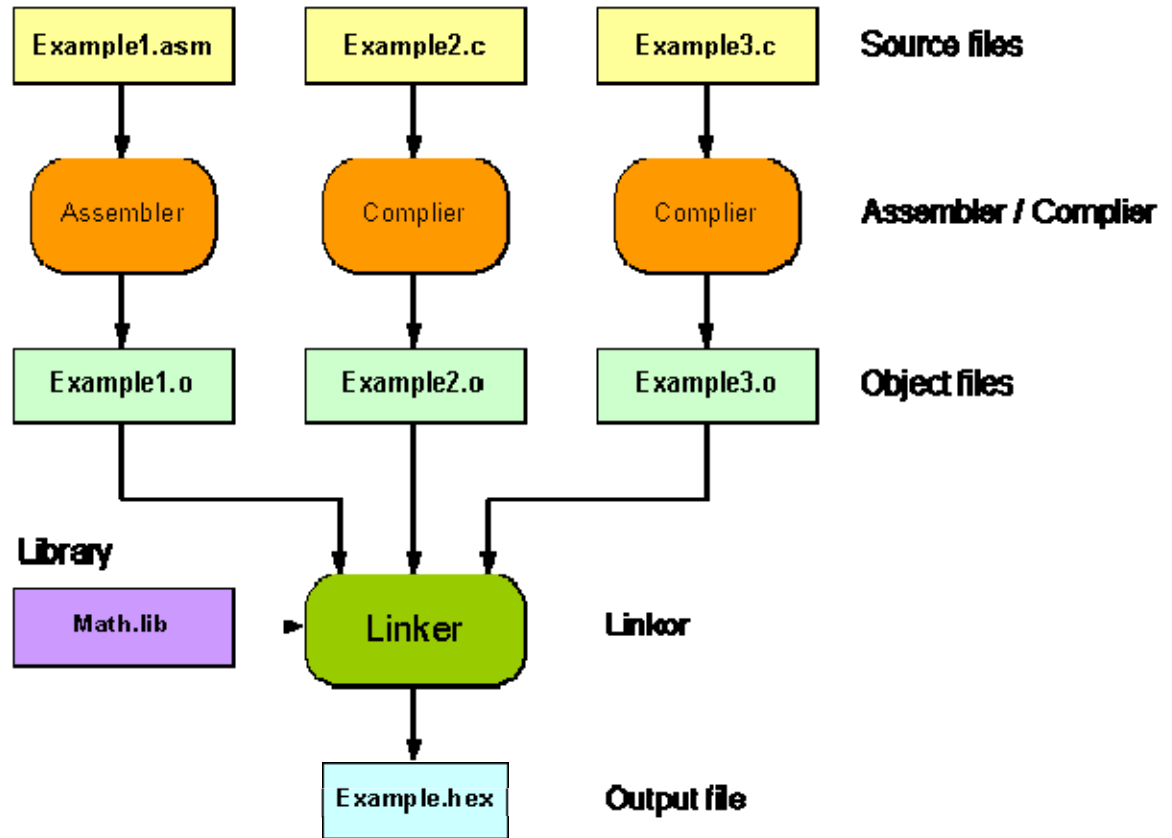 Example1.asm
Example2.c
Example3.c
Source files
Assembler
Complier
Complier
Assembler / Complier
Example1.o
Example2.o
Example3.o
Object files
Library
Math.lib
Linker
Linkor
Example.hex
Output file